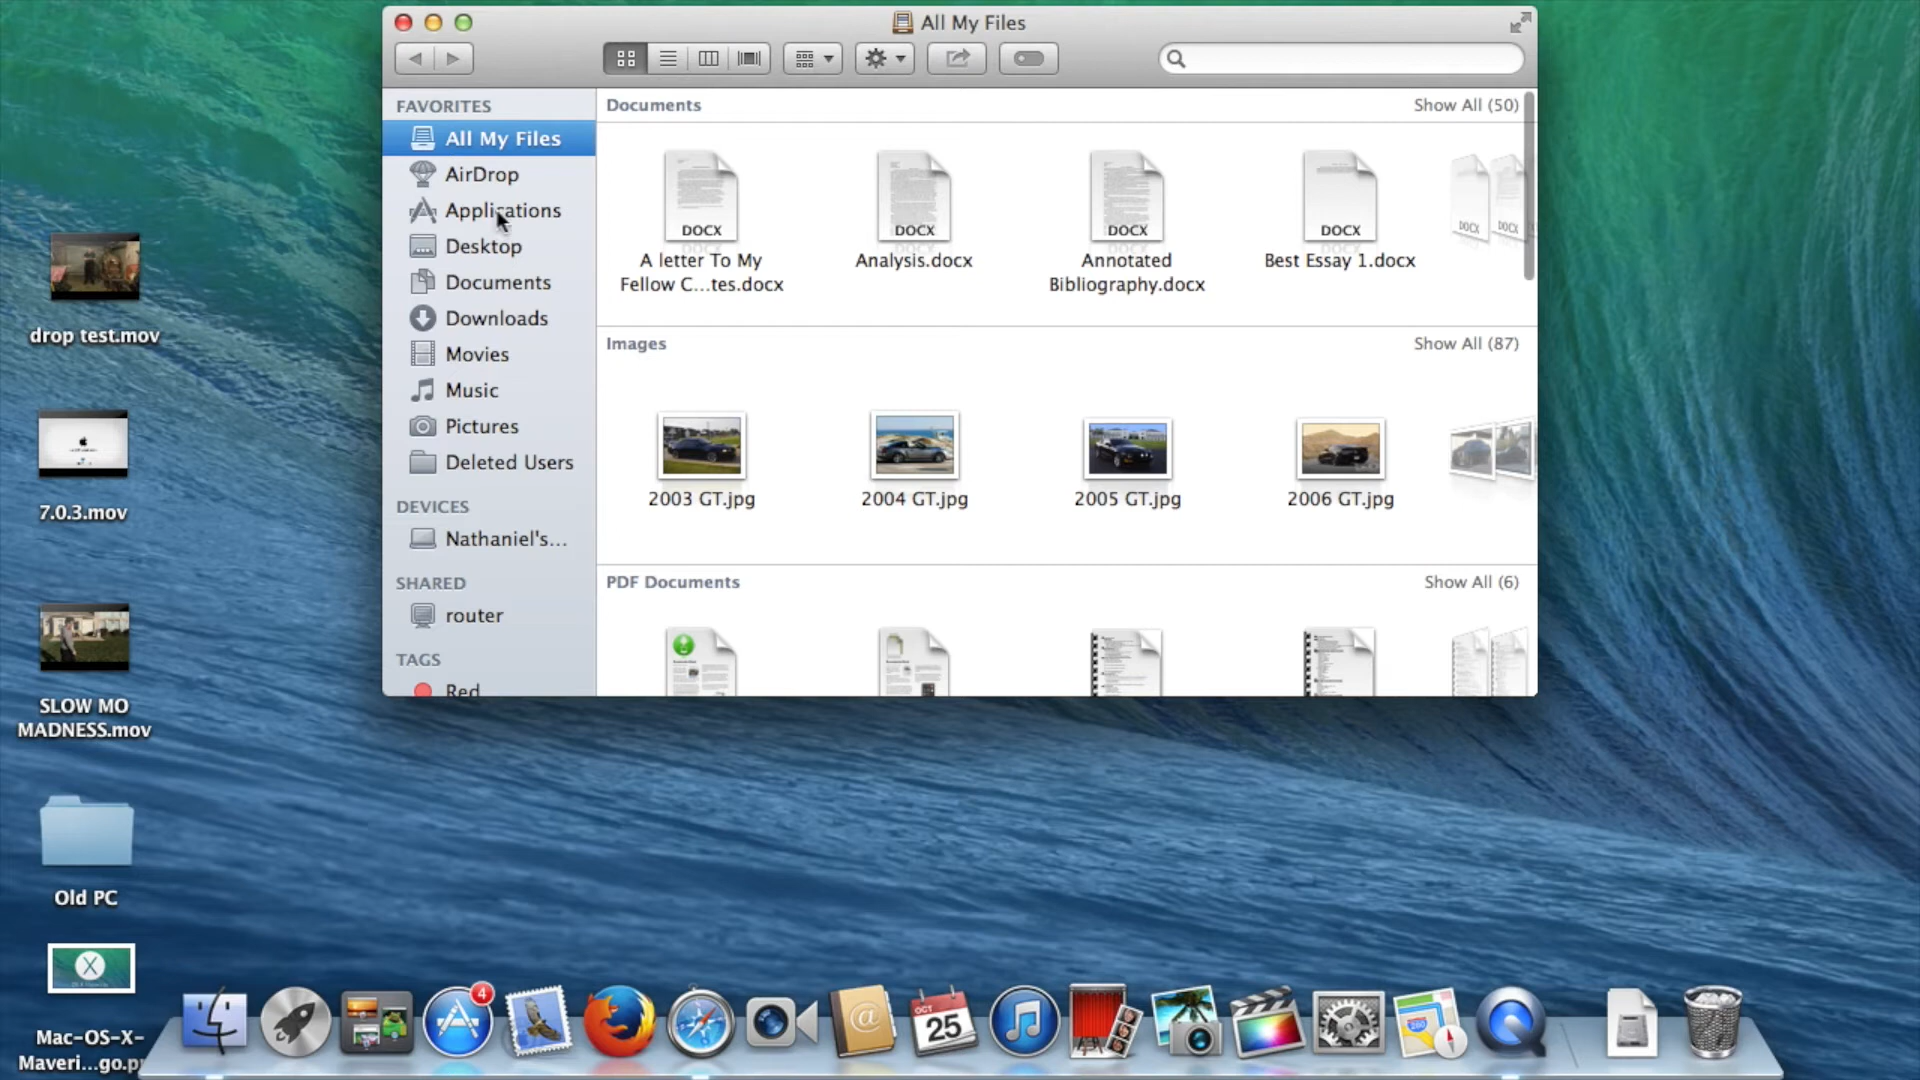 All My Files
FAVORITES
All My Files
AirDrop
Applications
Desktop
Documents
Downloads
Movies
Music
Pictures
Deleted Users
DEVICES
Nathaniel's...
SHARED
router
TAGS
Red
Documents
Show All (50)
DOCX
DOCX
DOCX
DOCX
DOCX
DOCX
A letter To My
Fellow C...tes.docx
Analysis.docx
Annotated
Bibliography.docx
Best Essay 1.docx
Images
Show All (87)
2003 GT.jpg
2004 GT.jpg
2005 GT.jpg
2006 GT.jpg
PDF Documents
Show All (6)
drop test.mov
7.0.3.mov
SLOW MO
MADNESS.mov
Old PC
X
Mac-OS-X-
Maveri...go.p
4
OCT
25
280